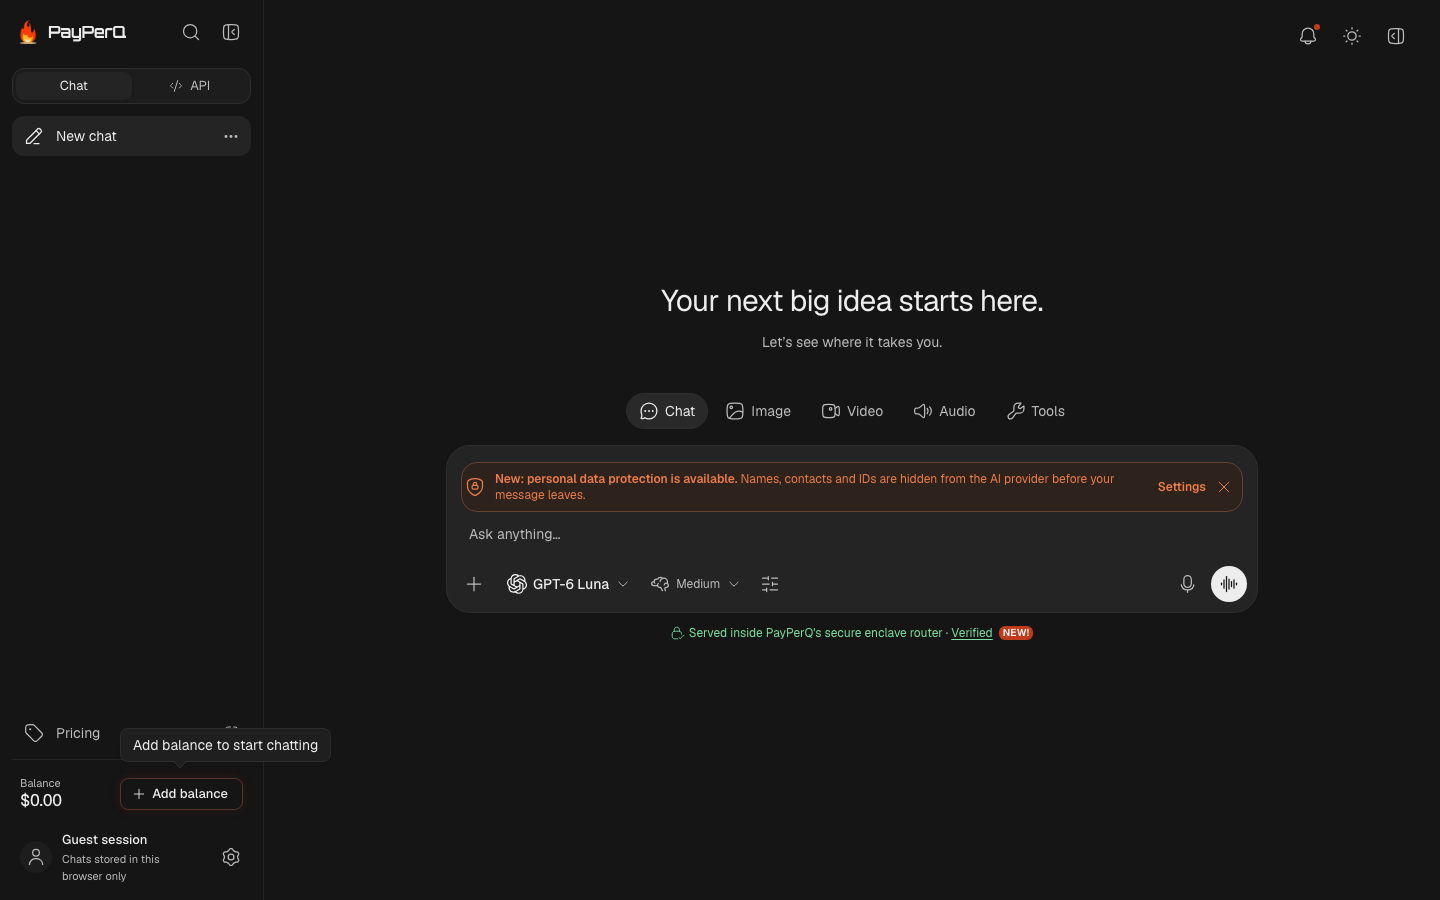 PayPerQ
Chat
API
New chat
Your next big idea starts here.
Let's see where it takes you.
Chat
Image
Video
Audio
Tools
New: personal data protection is available. Names, contacts and IDs are hidden from the AI provider before your
message leaves.
Settings
Ask anything...
GPT-6 Luna
Medium
Served inside PayPerQ's secure enclave router · Verified
NEW!
Pricing
Add balance to start chatting
Balance
$0.00
Add balance
Guest session
Chats stored in this
browser only